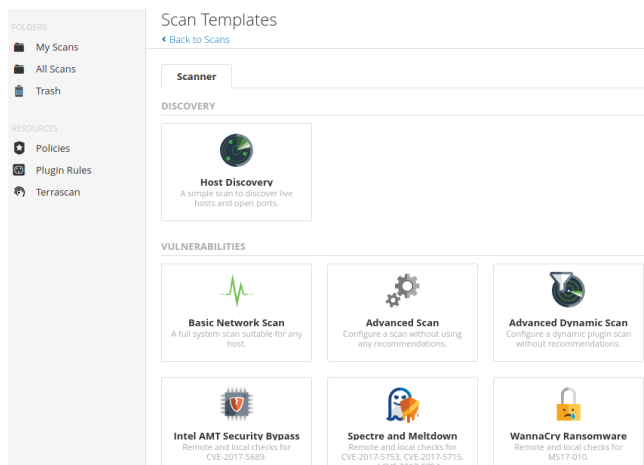 FOLDERS
My Scans
All Scans
Trash
RESOURCES
Policies
Plugin Rules
Terrascan
Scan Templates
Back to Scans
Scanner
DISCOVERY
Host Discovery
A simple scan to discover live
hosts and open ports.
VULNERABILITIES
Basic Network Scan
A full system scan suitable for any
host.
Advanced Scan
Configure a scan without using
any recommendations.
Advanced Dynamic Scan
Configure a dynamic plugin scan
without recommendations.
Intel AMT Security Bypass
Remote and local checks for
CVE-2017-5689.
Spectre and Meltdown
Remote and local checks for
CVE-2017-5753, CVE-2017-5715,
WannaCry Ransomware
Remote and local checks for
MS17-010.